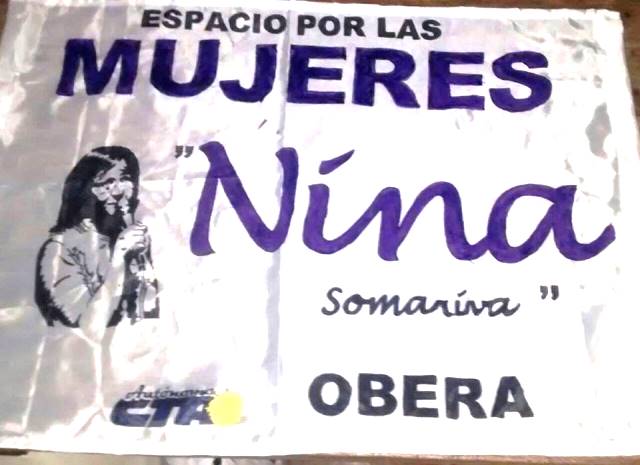 ESPACIO POR LAS
MUJERES
"Nina
Somariva"
OBERA
Autónoma
CTA